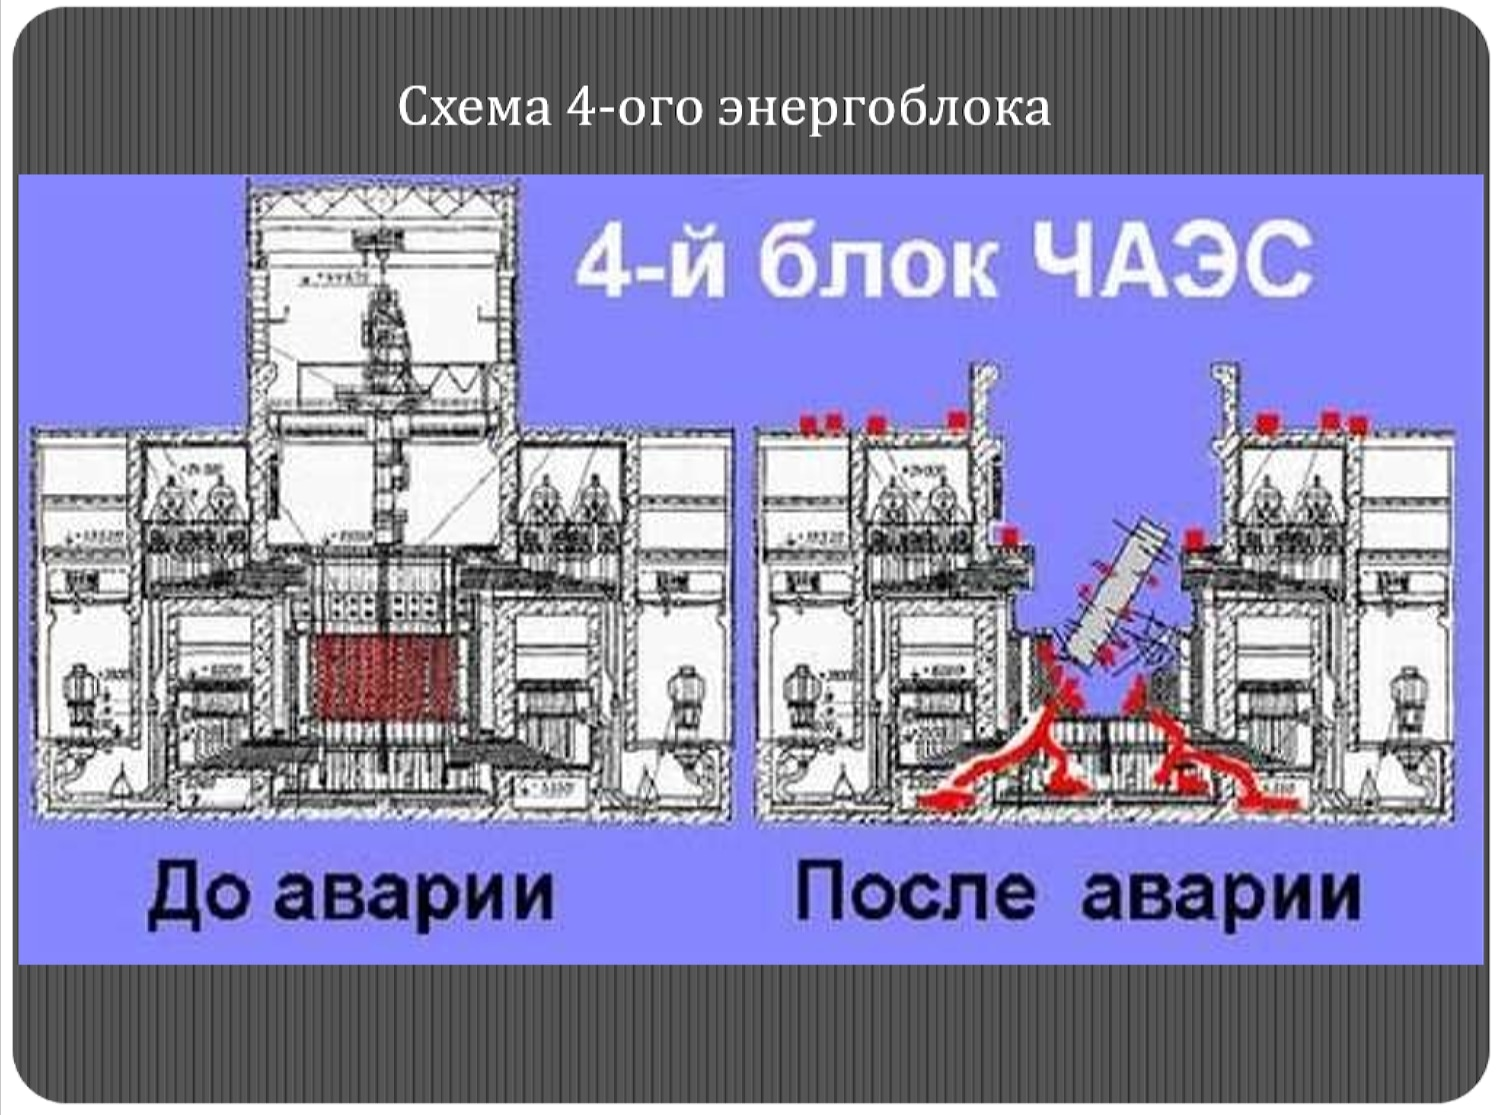 Схема 4-ого энергоблока
4-й блок ЧАЭС
До аварии
После аварии